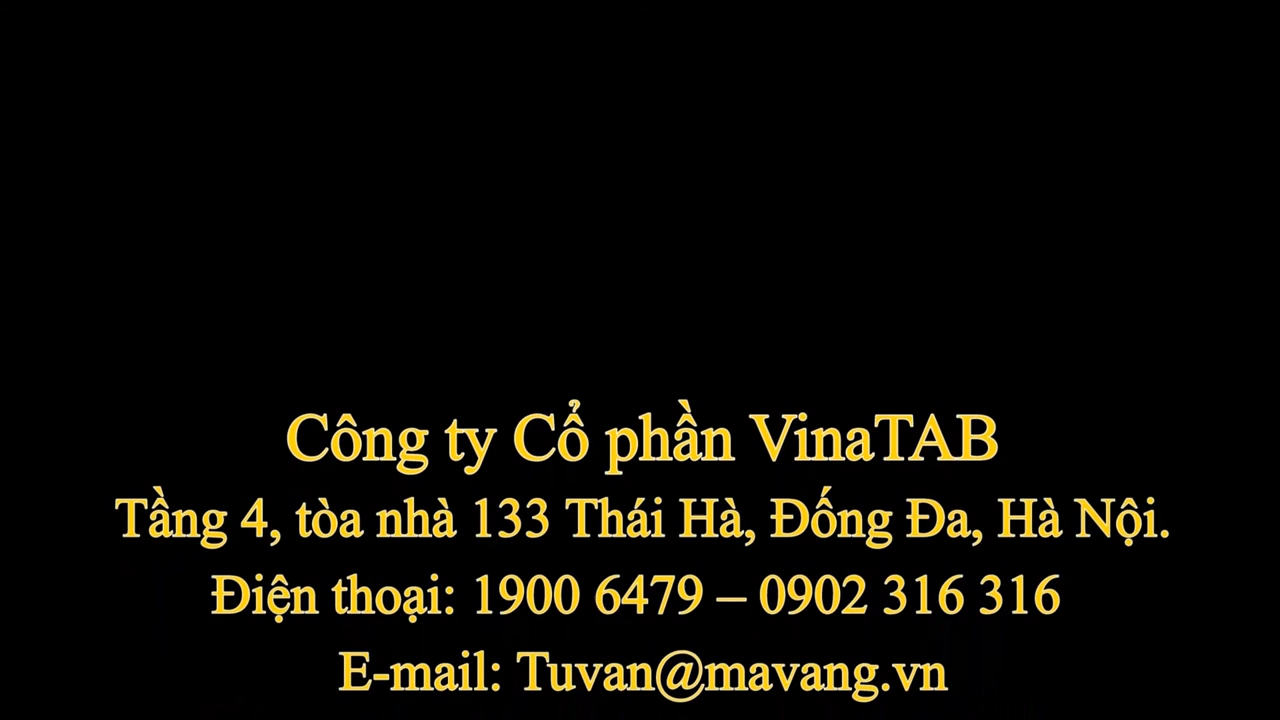 Công ty Cổ phần VinaTAB
Tầng 4, tòa nhà 133 Thái Hà, Đống Đa, Hà Nội.
Điện thoại: 1900 6479 – 0902 316 316
E-mail: Tuvan@mavang.vn